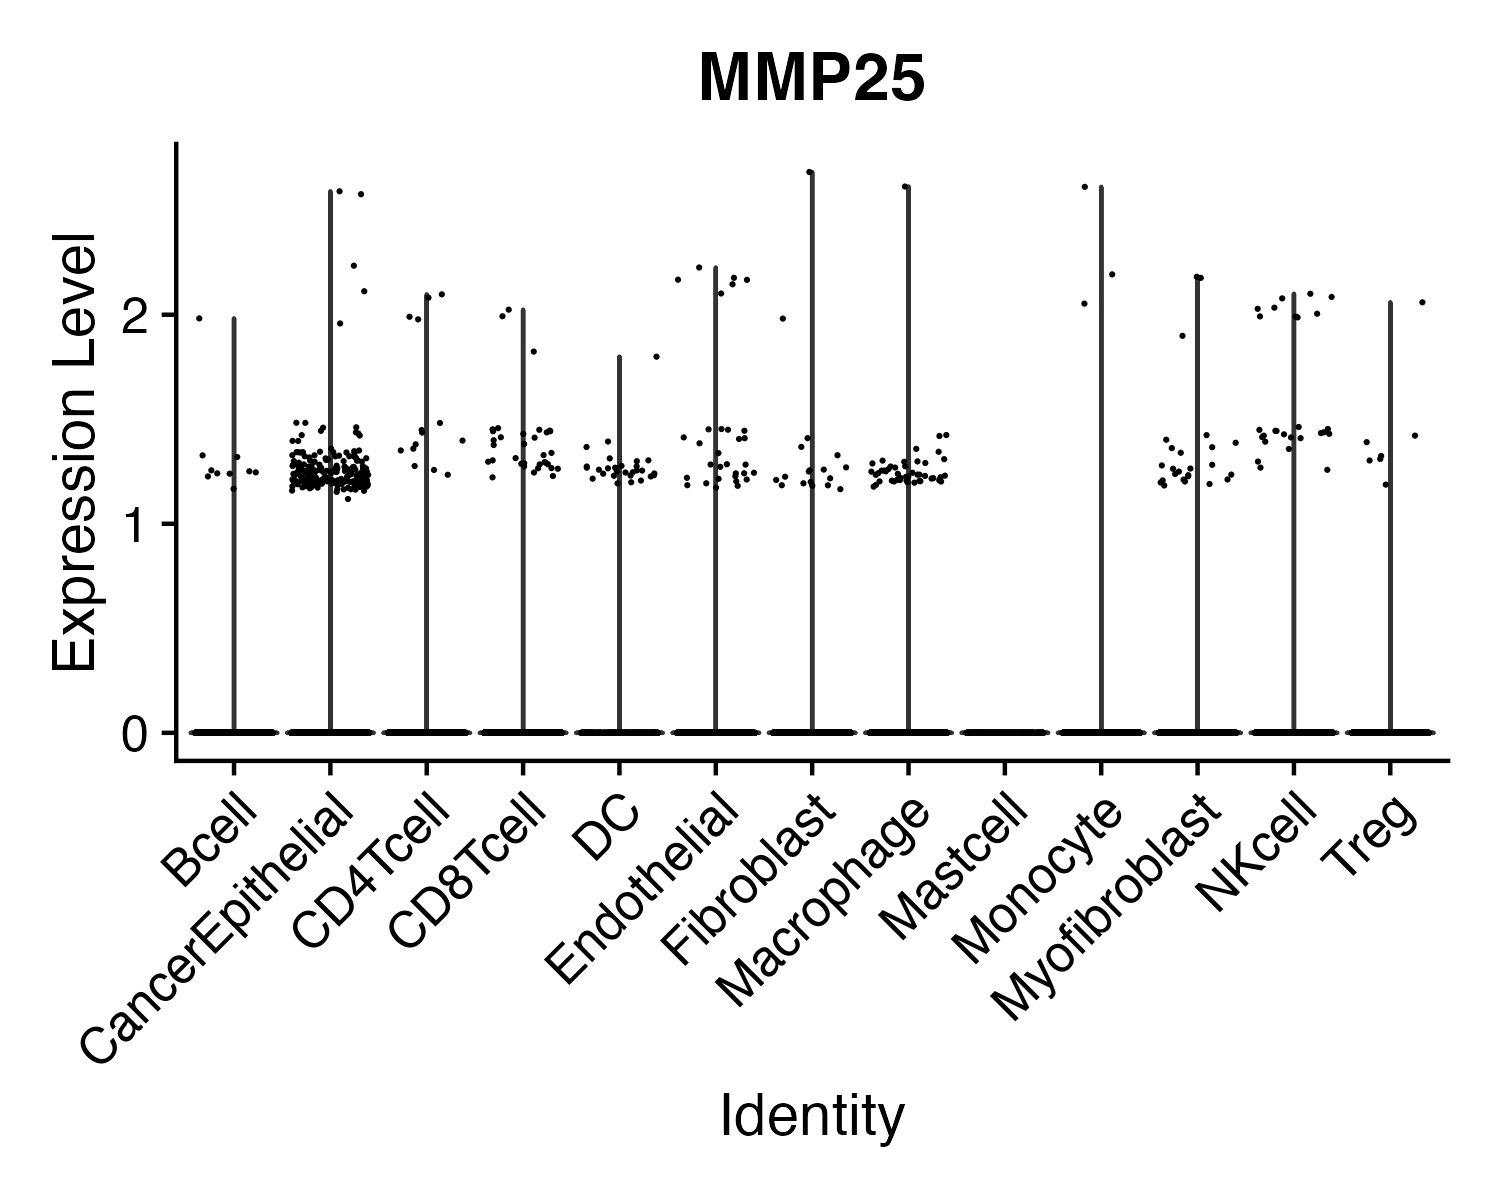 MMP25
Expression Level
2
1
0
Bcell
CancerEpithelial
CD4Tcell
CD8Tcell
DC
Endothelial
Fibroblast
Macrophage
Mastcell
Monocyte
Myofibroblast
NKcell
Treg
Identity